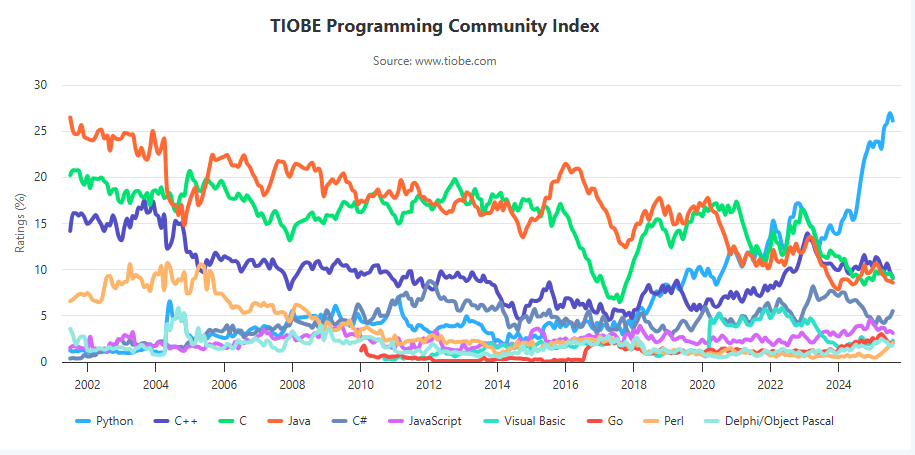 TIOBE Programming Community Index
Source: www.tiobe.com
30
25
20
15
10
5
0
Ratings (%)
2002 2004 2006 2008 2010 2012 2014 2016 2018 2020 2022 2024
Python C++ C Java C# JavaScript Visual Basic Go Perl Delphi/Object Pascal